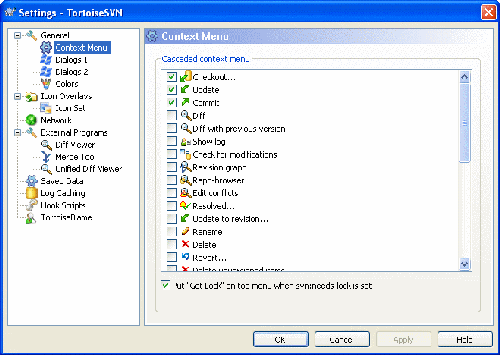 Settings - TortoiseSVN
General
Context Menu
Dialogs 1
Dialogs 2
Colors
Icon Overlays
Icon Set
Network
External Programs
Diff Viewer
Merge Tool
Unified Diff Viewer
Saved Data
Log Caching
Hook Scripts
TortoiseBlame
Context Menu
Cascaded context menu
Checkout...
Update
Commit
Diff
Diff with previous version
Show log
Check for modifications
Revision graph
Repo-browser
Edit conflicts
Resolved...
Update to revision...
Rename
Delete
Revert...
Delete unversioned items
Put "Get Lock" on top menu when svn:needs-lock is set
OK
Cancel
Apply
Help